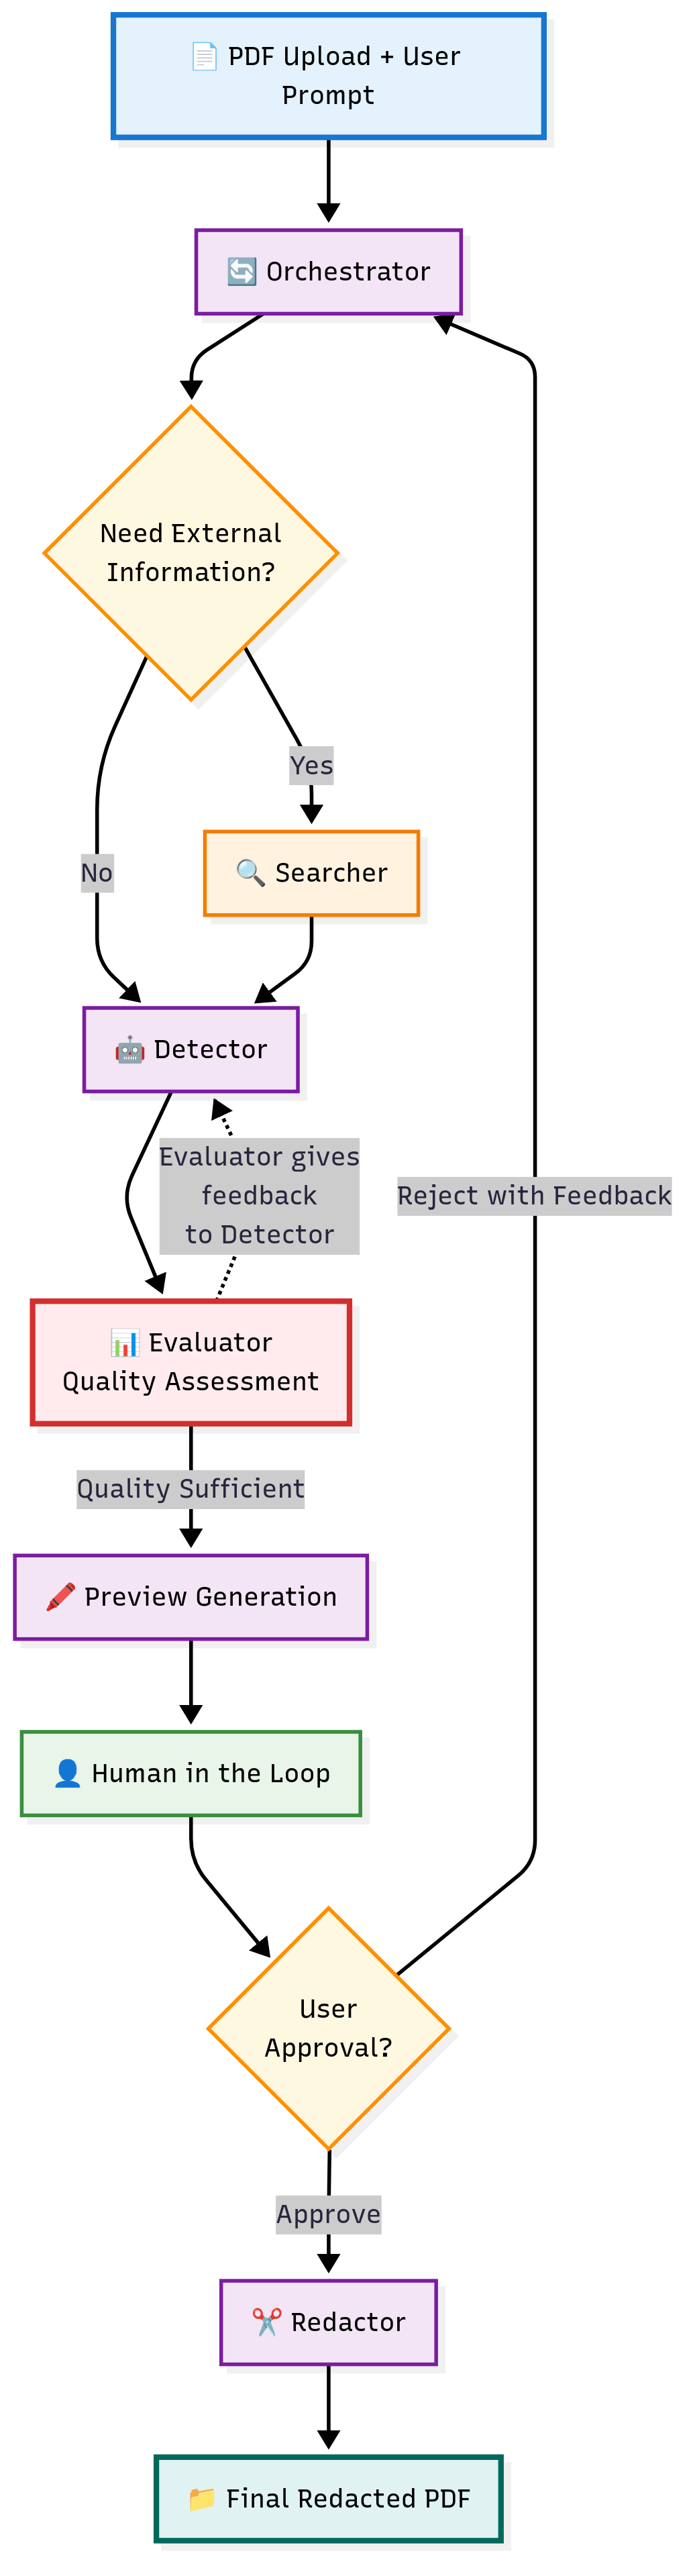 PDF Upload + User
Prompt
Orchestrator
Need External
Information?
Yes
No
Searcher
Detector
Evaluator gives
feedback
to Detector
Reject with Feedback
Evaluator
Quality Assessment
Quality Sufficient
Preview Generation
Human in the Loop
User
Approval?
Approve
Redactor
Final Redacted PDF